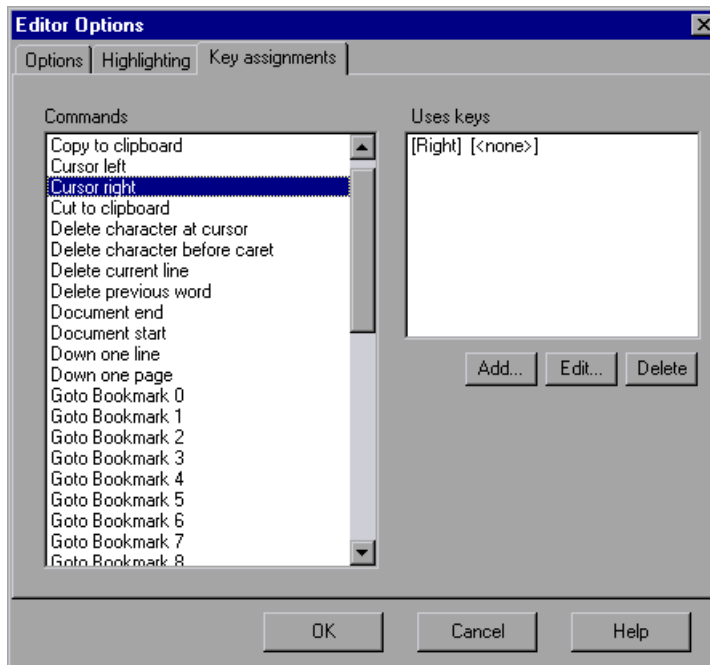 Editor Options
Options Highlighting Key assignments
Commands
Copy to clipboard
Cursor left
Cursor right
Cut to clipboard
Delete character at cursor
Delete character before caret
Delete current line
Delete previous word
Document end
Document start
Down one line
Down one page
Goto Bookmark 0
Goto Bookmark 1
Goto Bookmark 2
Goto Bookmark 3
Goto Bookmark 4
Goto Bookmark 5
Goto Bookmark 6
Goto Bookmark 7
Goto Bookmark 8
Uses keys
[Right] [<none>]
Add... Edit... Delete
OK Cancel Help